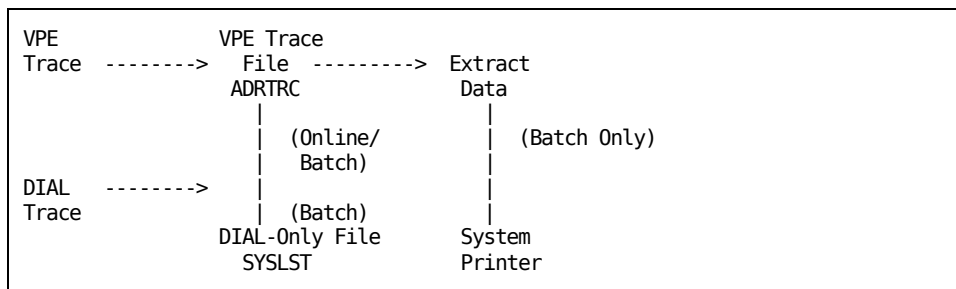 VPE VPE Trace
Trace --------> File ---------> Extract
ADRTRC Data
| |
| (Online/ | (Batch Only)
| Batch) |
DIAL --------> | |
Trace | (Batch) |
DIAL-Only File System
SYSLST Printer